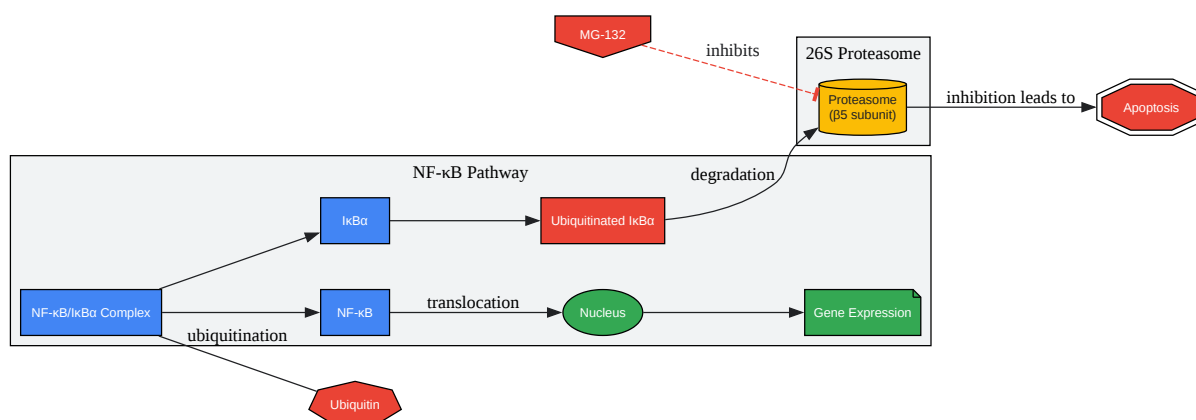 MG-132
inhibits
26S Proteasome
Proteasome
(β5 subunit)
inhibition leads to
Apoptosis
NF-κB Pathway
degradation
IκBα
Ubiquitinated IκBα
NF-κB/IκBα Complex
NF-κB
translocation
Nucleus
Gene Expression
ubiquitination
Ubiquitin